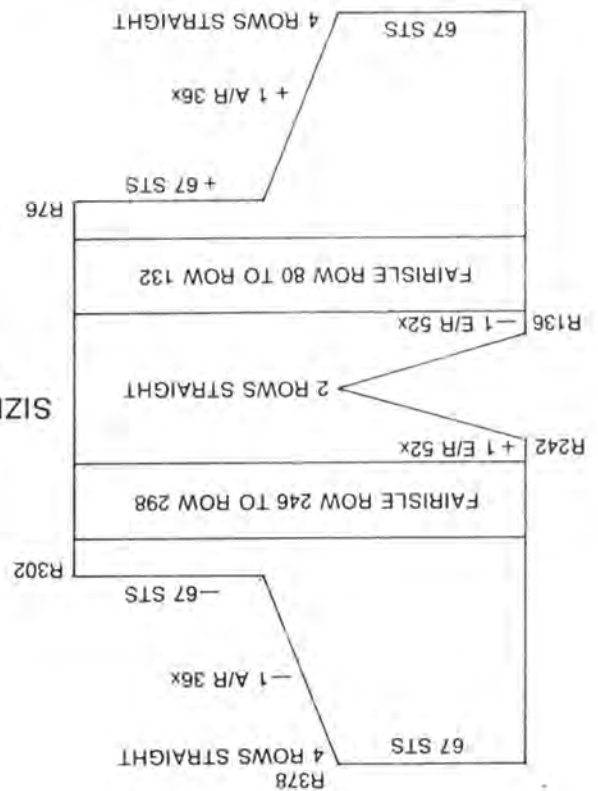 R378
67 STS
4 ROWS STRAIGHT
— 1 A/R 36x
—67 STS
R302
FAIRISLE ROW 246 TO ROW 298
R242
+ 1 E/R 52x
SIZE
2 ROWS STRAIGHT
R136
— 1 E/R 52x
FAIRISLE ROW 80 TO ROW 132
R76
+ 67 STS
+ 1 A/R 36x
67 STS
4 ROWS STRAIGHT